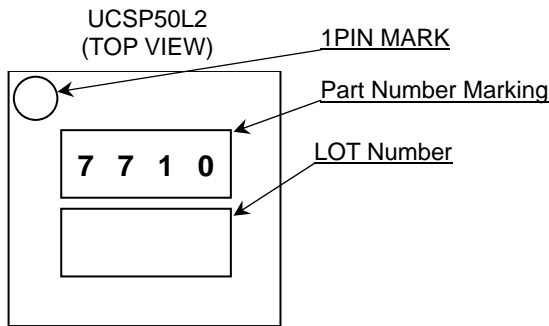 UCSP50L2
(TOP VIEW)
1PIN MARK
Part Number Marking
7 7 1 0
LOT Number